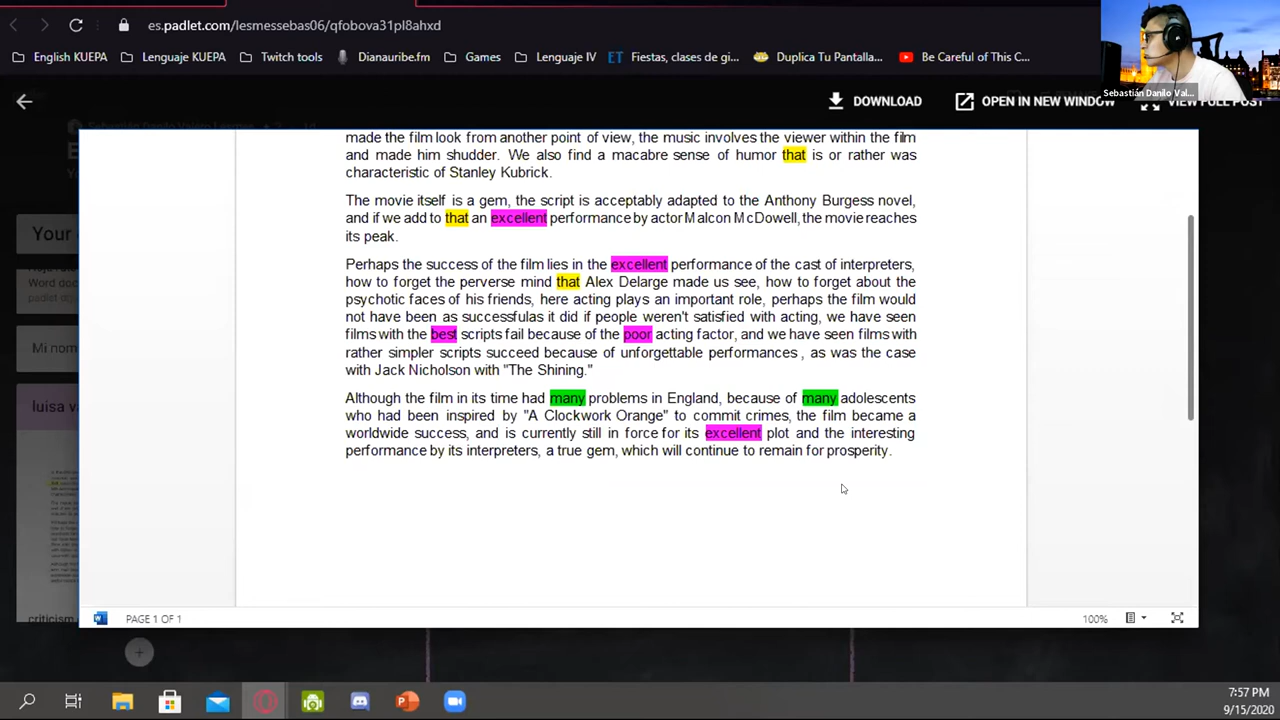 es.padlet.com/lesmessebas06/qfobova31pl8ahxd
English KUEPA Lenguaje KUEPA Twitch tools Dianauribe.fm Games Lenguaje IV Fiestas, clases de gi... Duplica Tu Pantalla... Be Careful of This C...
Sebastián Danilo Val...
DOWNLOAD OPEN IN NEW WINDOW VIEW FULL POST
made the film look from another point of view, the music involves the viewer within the film
and made him shudder. We also find a macabre sense of humor that is or rather was
characteristic of Stanley Kubrick.
The movie itself is a gem, the script is acceptably adapted to the Anthony Burgess novel,
and if we add to that an excellent performance by actor Malcon McDowell, the movie reaches
its peak.
Perhaps the success of the film lies in the excellent performance of the cast of interpreters,
how to forget the perverse mind that Alex Delarge made us see, how to forget about the
psychotic faces of his friends, here acting plays an important role, perhaps the film would
not have been as successfulas it did if people weren't satisfied with acting, we have seen
films with the best scripts fail because of the poor acting factor, and we have seen films with
rather simpler scripts succeed because of unforgettable performances , as was the case
with Jack Nicholson with "The Shining."
Although the film in its time had many problems in England, because of many adolescents
who had been inspired by "A Clockwork Orange" to commit crimes, the film became a
worldwide success, and is currently still in force for its excellent plot and the interesting
performance by its interpreters, a true gem, which will continue to remain for prosperity.
Your
Word doc
Mi nom
luisa va
criticism
PAGE 1 OF 1 100%
7:57 PM
9/15/2020